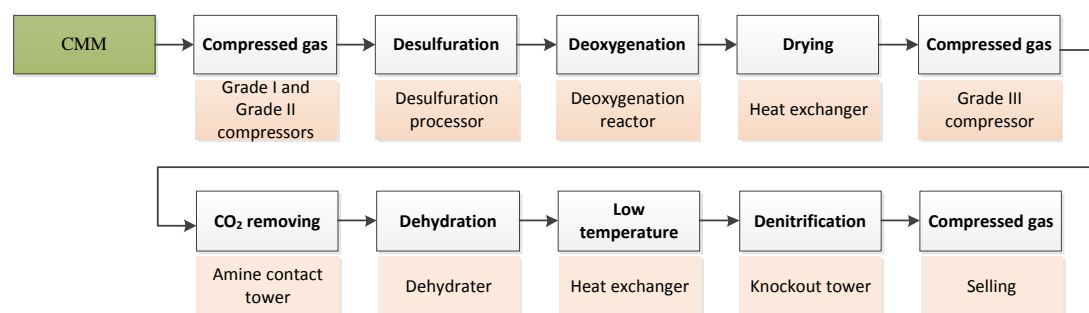 CMM
Compressed gas
Desulfuration
Deoxygenation
Drying
Compressed gas
Grade I and
Grade II
compressors
Desulfuration
processor
Deoxygenation
reactor
Heat exchanger
Grade III
compressor
CO₂ removing
Dehydration
Low
temperature
Denitrification
Compressed gas
Amine contact
tower
Dehydrater
Heat exchanger
Knockout tower
Selling